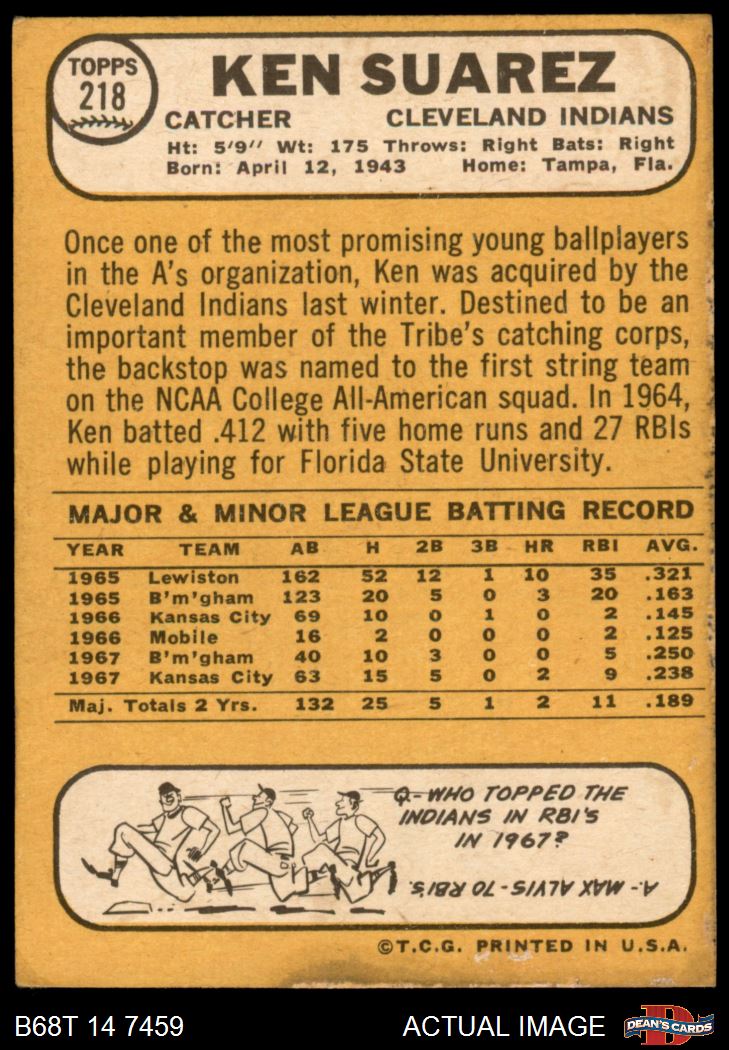 TOPPS
218
KEN SUAREZ
CATCHER CLEVELAND INDIANS
Ht: 5'9'' Wt: 175 Throws: Right Bats: Right
Born: April 12, 1943 Home: Tampa, Fla.
Once one of the most promising young ballplayers
in the A's organization, Ken was acquired by the
Cleveland Indians last winter. Destined to be an
important member of the Tribe's catching corps,
the backstop was named to the first string team
on the NCAA College All-American squad. In 1964,
Ken batted .412 with five home runs and 27 RBIs
while playing for Florida State University.
MAJOR & MINOR LEAGUE BATTING RECORD
YEAR TEAM AB H 2B 3B HR RBI AVG.
1965 Lewiston 162 52 12 1 10 35 .321
1965 B'm'gham 123 20 5 0 3 20 .163
1966 Kansas City 69 10 0 1 0 2 .145
1966 Mobile 16 2 0 0 0 2 .125
1967 B'm'gham 40 10 3 0 0 5 .250
1967 Kansas City 63 15 5 0 2 9 .238
Maj. Totals 2 Yrs. 132 25 5 1 2 11 .189
Q-WHO TOPPED THE
INDIANS IN RBI'S
IN 1967?
A.-MAX ALVIS-70 RBI'S.
©T.C.G. PRINTED IN U.S.A.
B68T 14 7459 ACTUAL IMAGE DEAN'S CARDS